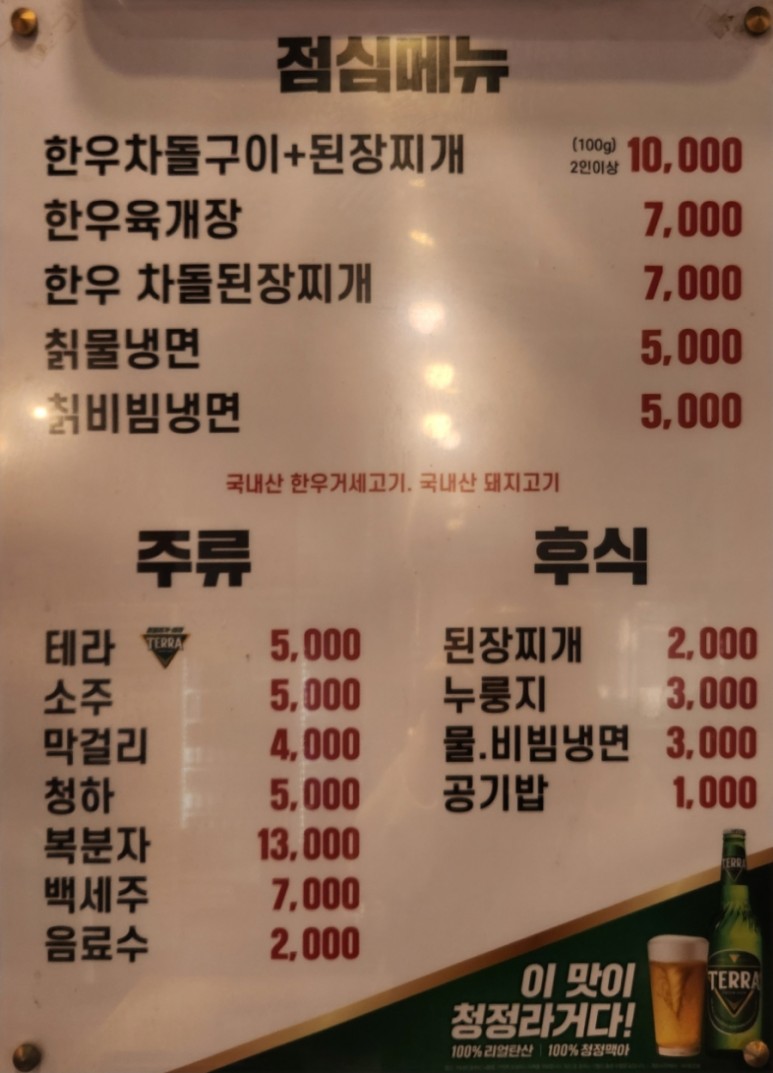 점심메뉴
한우차돌구이+된장찌개 (100g) 2인이상 10,000
한우육개장 7,000
한우 차돌된장찌개 7,000
칡물냉면 5,000
칡비빔냉면 5,000
국내산 한우거세고기. 국내산 돼지고기
주류
테라 TERRA 5,000
소주 5,000
막걸리 4,000
청하 5,000
복분자 13,000
백세주 7,000
음료수 2,000
후식
된장찌개 2,000
누룽지 3,000
물.비빔냉면 3,000
공기밥 1,000
TERRA
TERRA
이 맛이
청정라거다!
100% 리얼탄산 | 100% 청정맥아